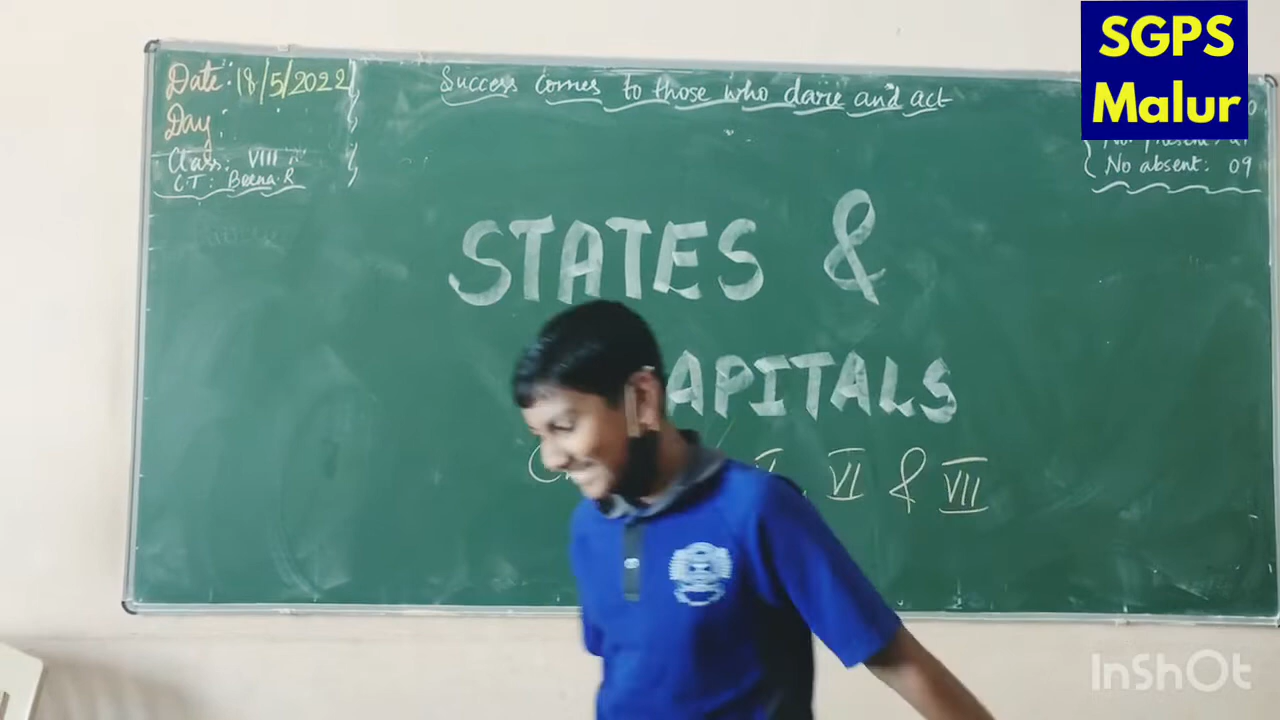 SGPS
Malur
Date: 18/5/2022
Day:
Class: VIII
C.T: Beena.R
Success comes to those who darie and act
No absent: 09
STATES &
APITALS
VI & VII
InShOt